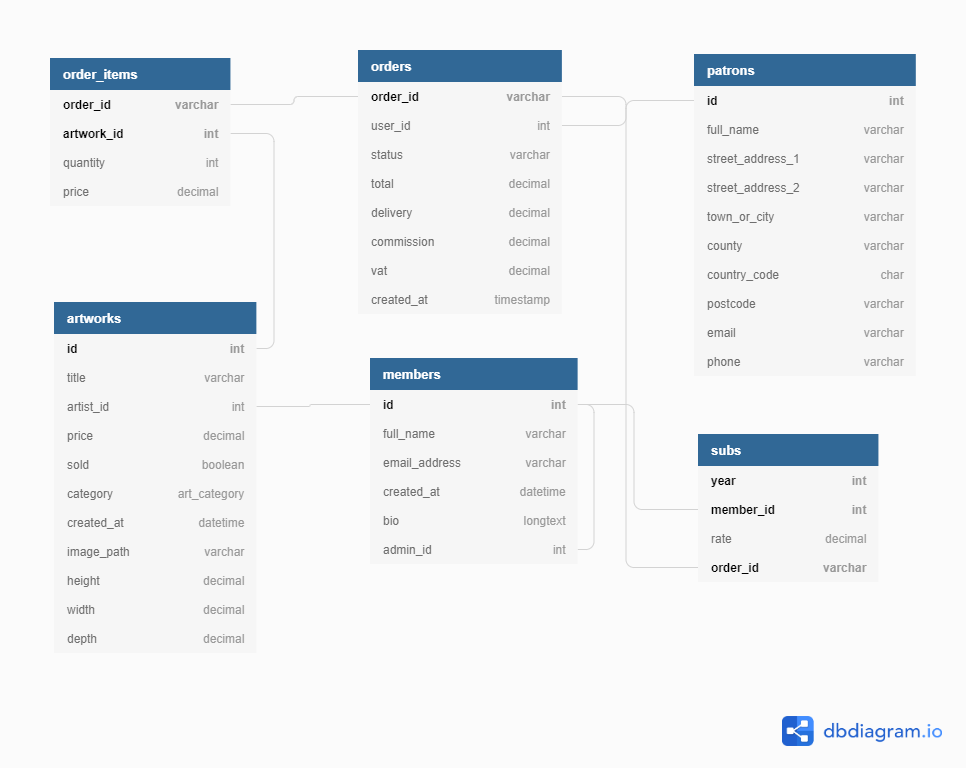 order_items
order_id varchar
artwork_id int
quantity int
price decimal
orders
order_id varchar
user_id int
status varchar
total decimal
delivery decimal
commission decimal
vat decimal
created_at timestamp
patrons
id int
full_name varchar
street_address_1 varchar
street_address_2 varchar
town_or_city varchar
county varchar
country_code char
postcode varchar
email varchar
phone varchar
artworks
id int
title varchar
artist_id int
price decimal
sold boolean
category art_category
created_at datetime
image_path varchar
height decimal
width decimal
depth decimal
members
id int
full_name varchar
email_address varchar
created_at datetime
bio longtext
admin_id int
subs
year int
member_id int
rate decimal
order_id varchar
dbdiagram.io